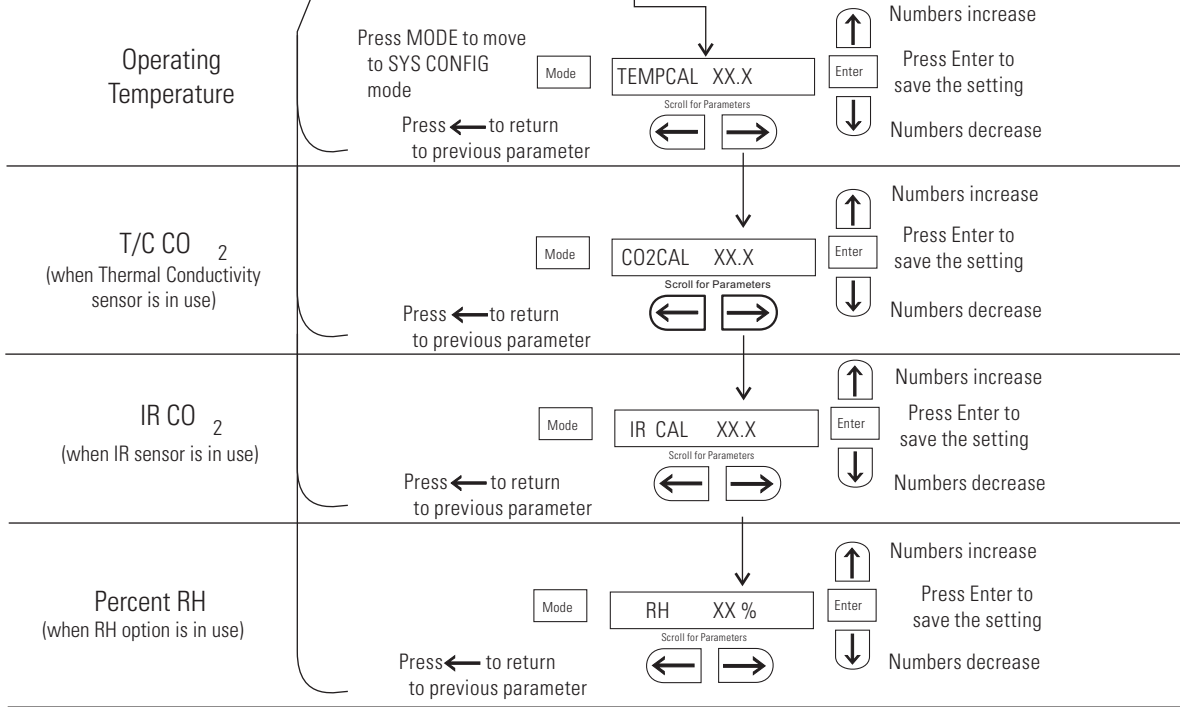 Operating
Temperature
Press MODE to move
to SYS CONFIG
mode
Mode
TEMPCAL XX.X
Scroll for Parameters
Press ← to return
to previous parameter
Numbers increase
Enter
Press Enter to
save the setting
Numbers decrease
T/C CO 2
(when Thermal Conductivity
sensor is in use)
Mode
CO2CAL XX.X
Scroll for Parameters
Press ← to return
to previous parameter
Numbers increase
Enter
Press Enter to
save the setting
Numbers decrease
IR CO 2
(when IR sensor is in use)
Mode
IR CAL XX.X
Scroll for Parameters
Press ← to return
to previous parameter
Numbers increase
Enter
Press Enter to
save the setting
Numbers decrease
Percent RH
(when RH option is in use)
Mode
RH XX %
Scroll for Parameters
Press ← to return
to previous parameter
Numbers increase
Enter
Press Enter to
save the setting
Numbers decrease